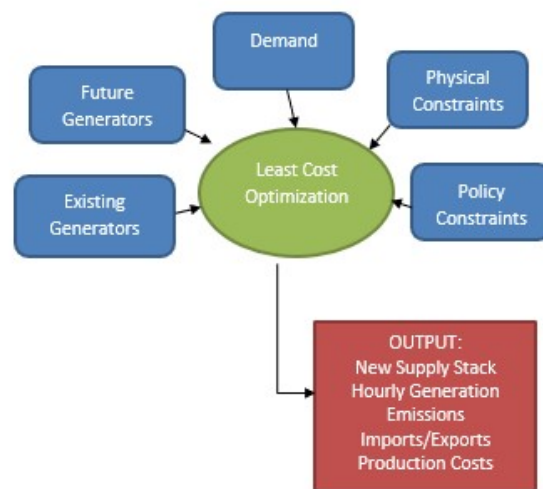 Demand
Future
Generators
Physical
Constraints
Least Cost
Optimization
Existing
Generators
Policy
Constraints
OUTPUT:
New Supply Stack
Hourly Generation
Emissions
Imports/Exports
Production Costs